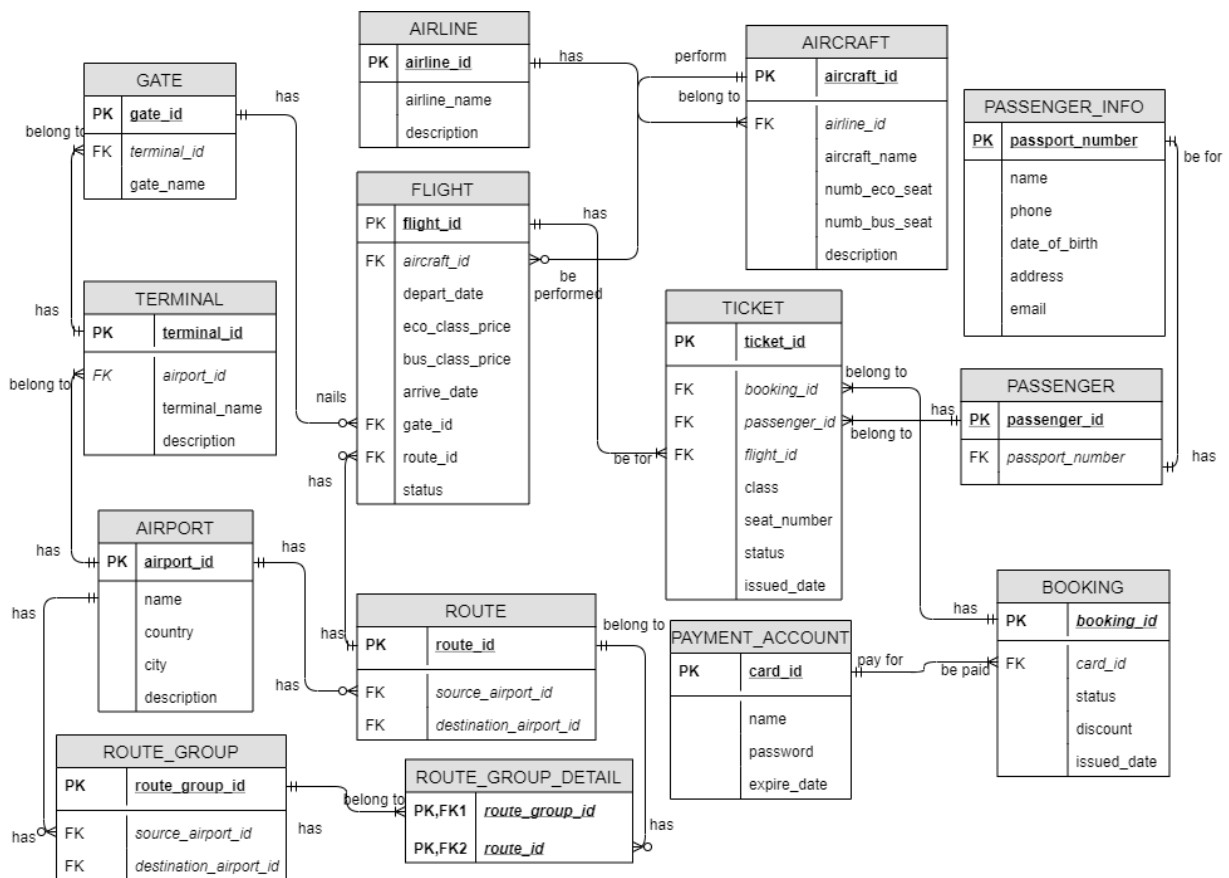 AIRLINE
PK airline_id
airline_name
description
has
perform
belong to
AIRCRAFT
PK aircraft_id
FK airline_id
aircraft_name
numb_eco_seat
numb_bus_seat
description
GATE
PK gate_id
FK terminal_id
gate_name
has
belong to
PASSENGER_INFO
PK passport_number
name
phone
date_of_birth
address
email
be for
FLIGHT
PK flight_id
FK aircraft_id
depart_date
eco_class_price
bus_class_price
arrive_date
FK gate_id
FK route_id
status
has
be
performed
nails
has
be for
TERMINAL
PK terminal_id
FK airport_id
terminal_name
description
has
belong to
TICKET
PK ticket_id
FK booking_id
FK passenger_id
FK flight_id
class
seat_number
status
issued_date
belong to
has
belong to
PASSENGER
PK passenger_id
FK passport_number
has
AIRPORT
PK airport_id
name
country
city
description
has
has
has
ROUTE
PK route_id
FK source_airport_id
FK destination_airport_id
has
has
belong to
PAYMENT_ACCOUNT
PK card_id
name
password
expire_date
pay for
be paid
has
BOOKING
PK booking_id
FK card_id
status
discount
issued_date
ROUTE_GROUP
PK route_group_id
FK source_airport_id
FK destination_airport_id
has
has
belong to
ROUTE_GROUP_DETAIL
PK,FK1 route_group_id
PK,FK2 route_id
has